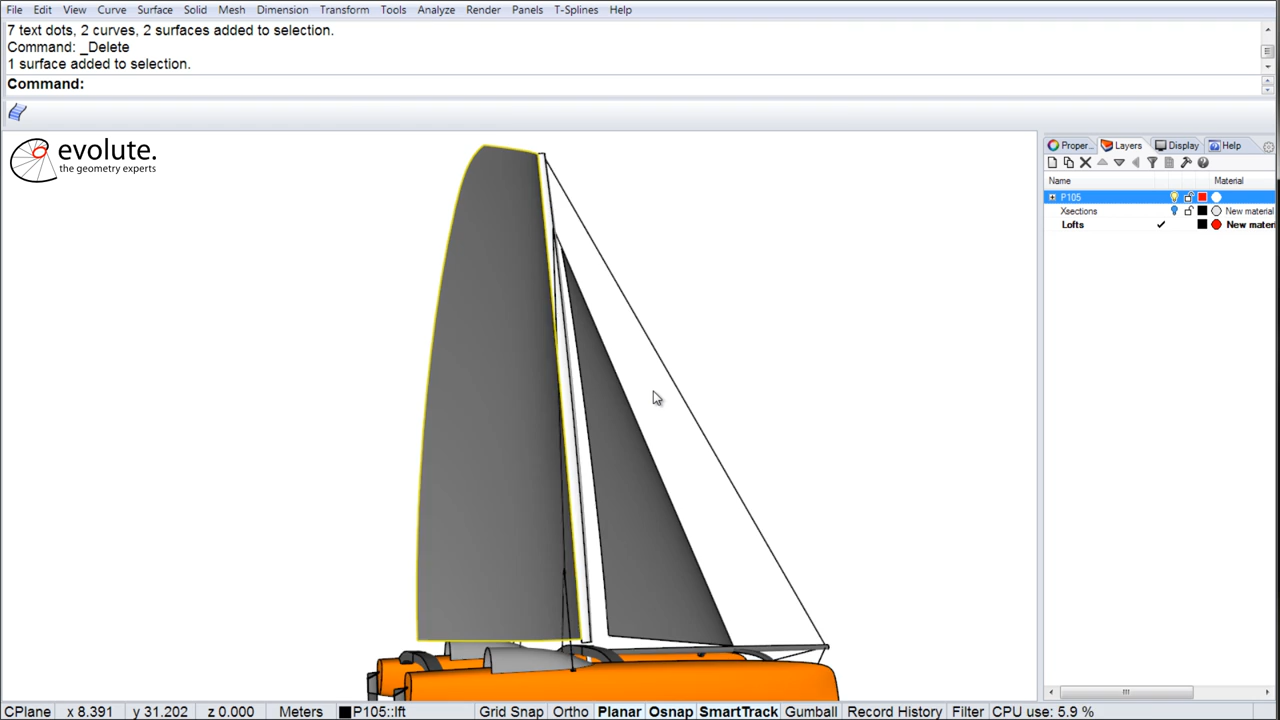 File Edit View Curve Surface Solid Mesh Dimension Transform Tools Analyze Render Panels T-Splines Help
7 text dots, 2 curves, 2 surfaces added to selection.
Command: _Delete
1 surface added to selection.
Command:
evolute.
the geometry experts
Proper... Layers Display Help
Name Material
P105
Xsections New material
Lofts New mater
CPlane x 8.391 y 31.202 z 0.000 Meters P105::lft Grid Snap Ortho Planar Osnap SmartTrack Gumball Record History Filter CPU use: 5.9 %